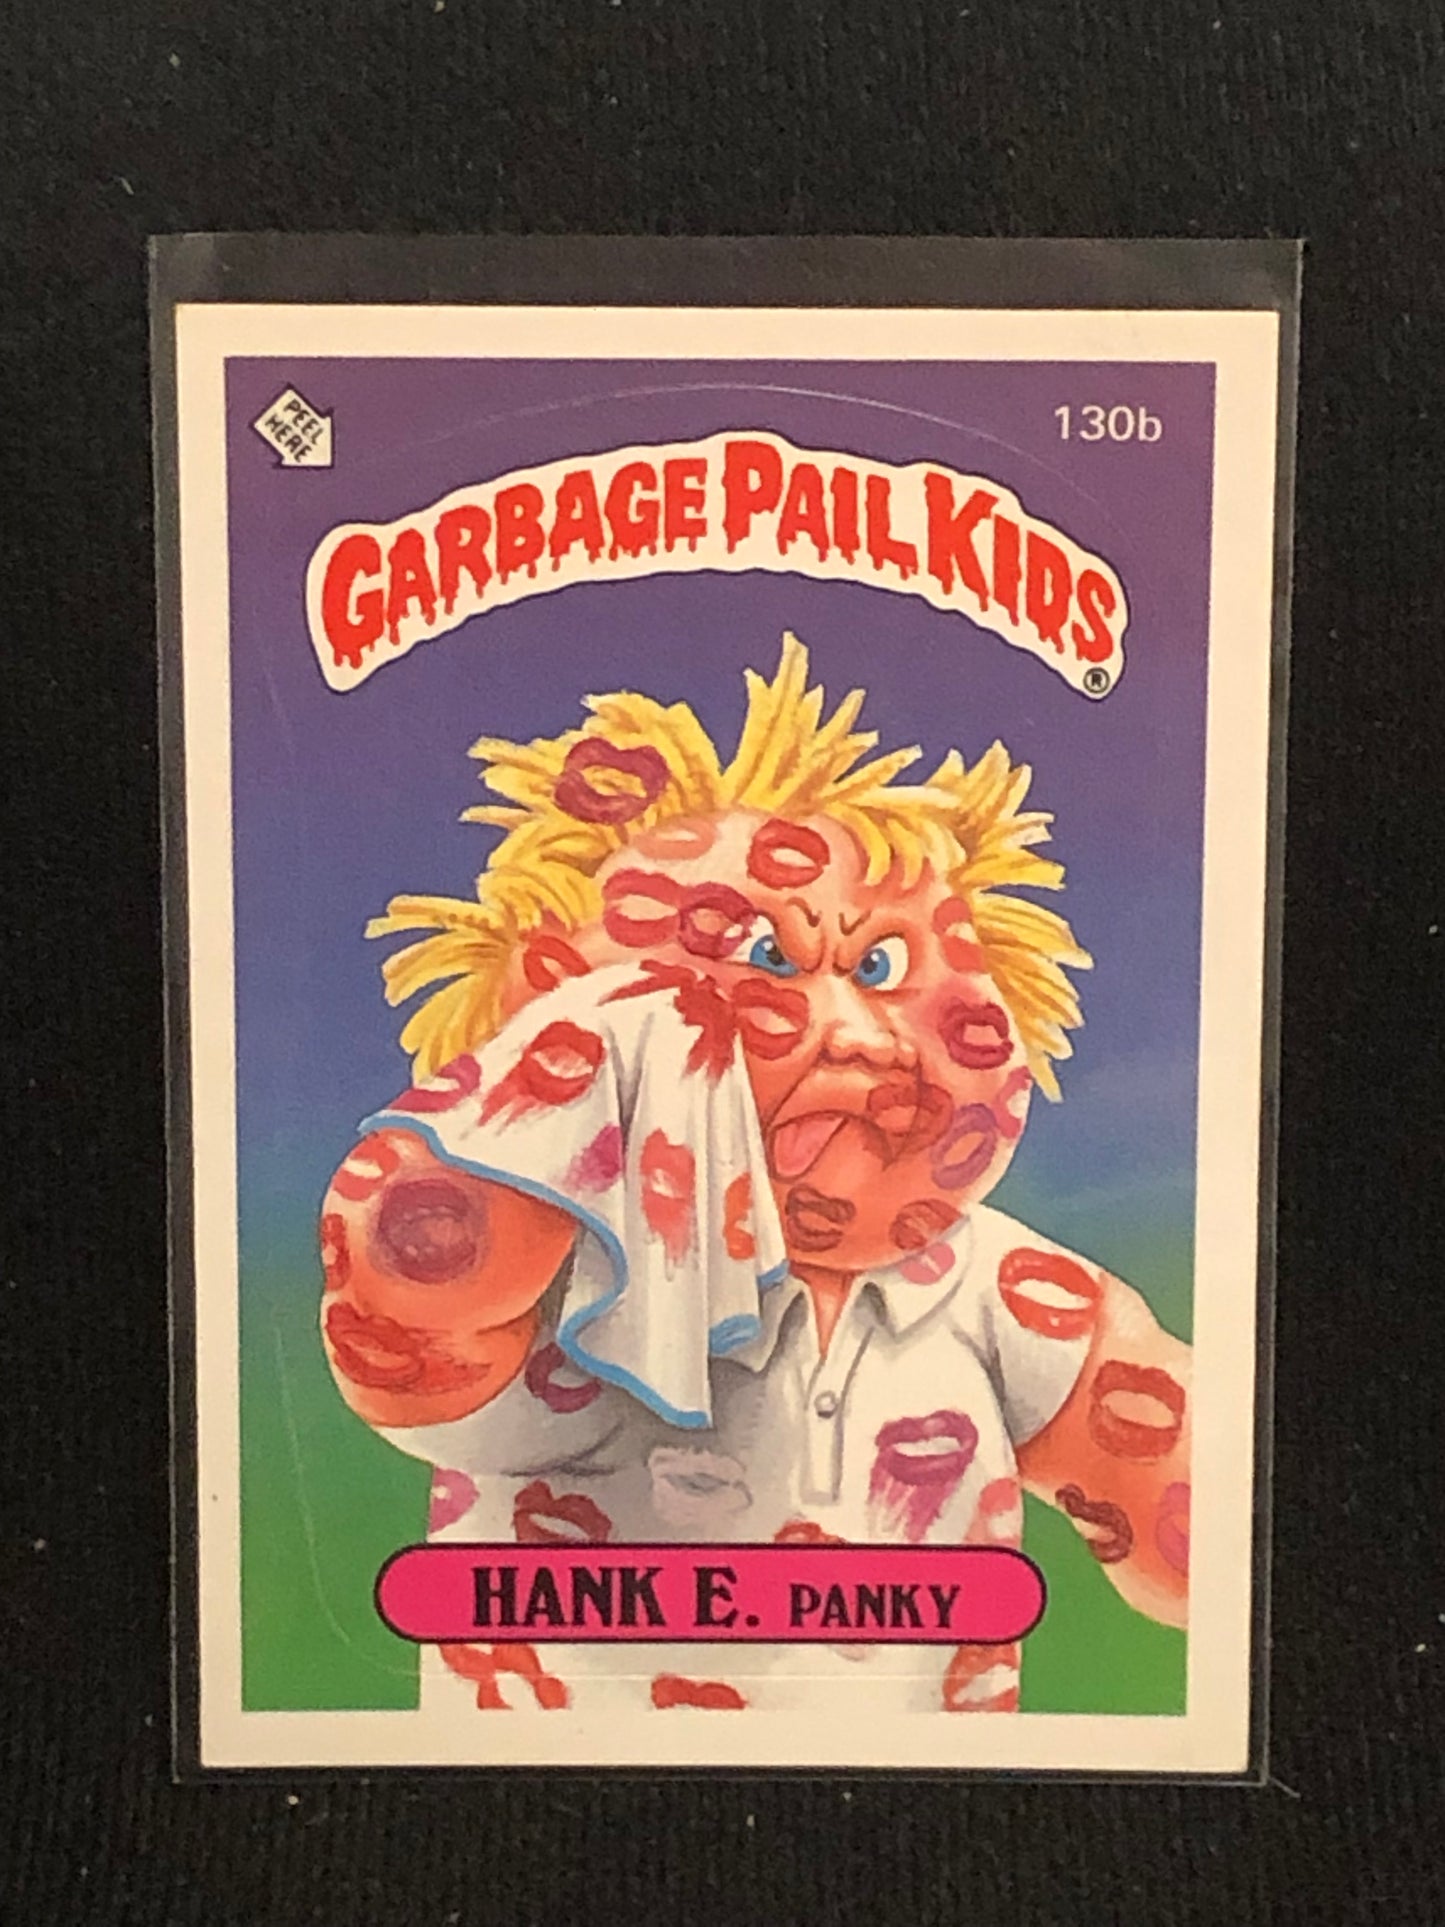 PEEL
HERE
130b
GARBAGE PAIL KIDS
®
HANK E. PANKY